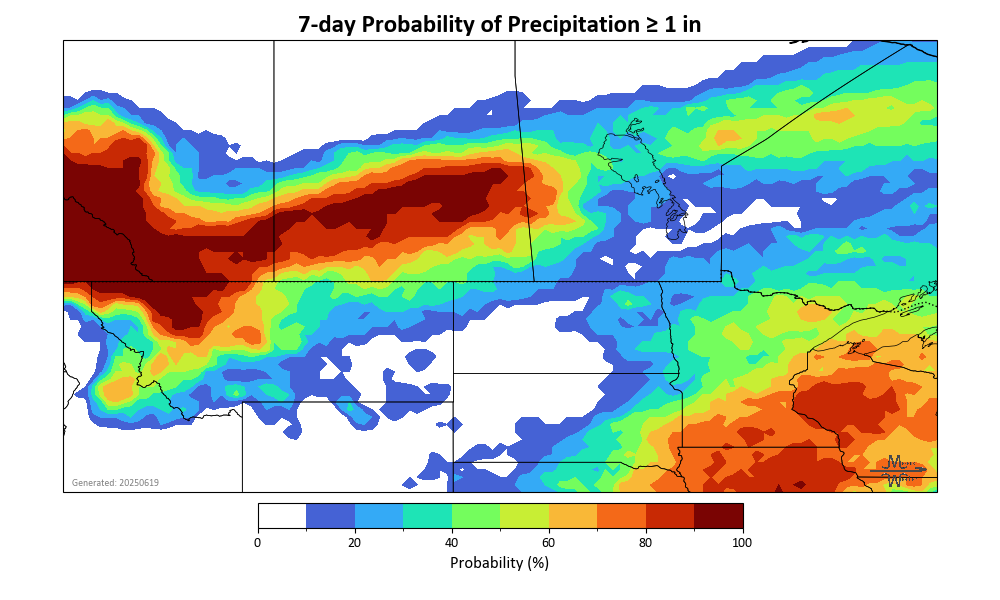 7-day Probability of Precipitation ≥ 1 in
Generated: 20250619
0 20 40 60 80 100
Probability (%)